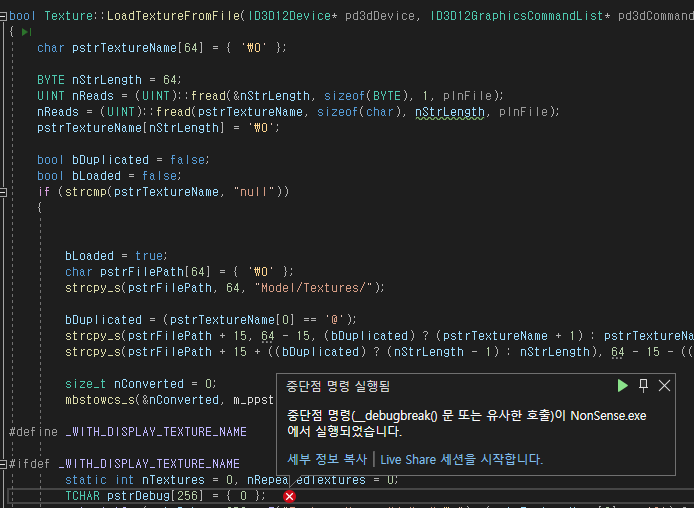 bool Texture::LoadTextureFromFile(ID3D12Device* pd3dDevice, ID3D12GraphicsCommandList* pd3dCommand
{
char pstrTextureName[64] = { '₩0' };
BYTE nStrLength = 64;
UINT nReads = (UINT)::fread(&nStrLength, sizeof(BYTE), 1, pInFile);
nReads = (UINT)::fread(pstrTextureName, sizeof(char), nStrLength, pInFile);
pstrTextureName[nStrLength] = '₩0';
bool bDuplicated = false;
bool bLoaded = false;
if (strcmp(pstrTextureName, "null"))
{
bLoaded = true;
char pstrFilePath[64] = { '₩0' };
strcpy_s(pstrFilePath, 64, "Model/Textures/");
bDuplicated = (pstrTextureName[0] == '@');
strcpy_s(pstrFilePath + 15, 64 - 15, (bDuplicated) ? (pstrTextureName + 1) : pstrTextureName
strcpy_s(pstrFilePath + 15 + ((bDuplicated) ? (nStrLength - 1) : nStrLength), 64 - 15 - ((
size_t nConverted = 0;
mbstowcs_s(&nConverted, m_ppst
중단점 명령 실행됨
중단점 명령(__debugbreak() 문 또는 유사한 호출)이 NonSense.exe
에서 실행되었습니다.
세부 정보 복사 | Live Share 세션을 시작합니다.
#define _WITH_DISPLAY_TEXTURE_NAME
#ifdef _WITH_DISPLAY_TEXTURE_NAME
static int nTextures = 0, nRepeatedTextures = 0;
TCHAR pstrDebug[256] = { 0 };